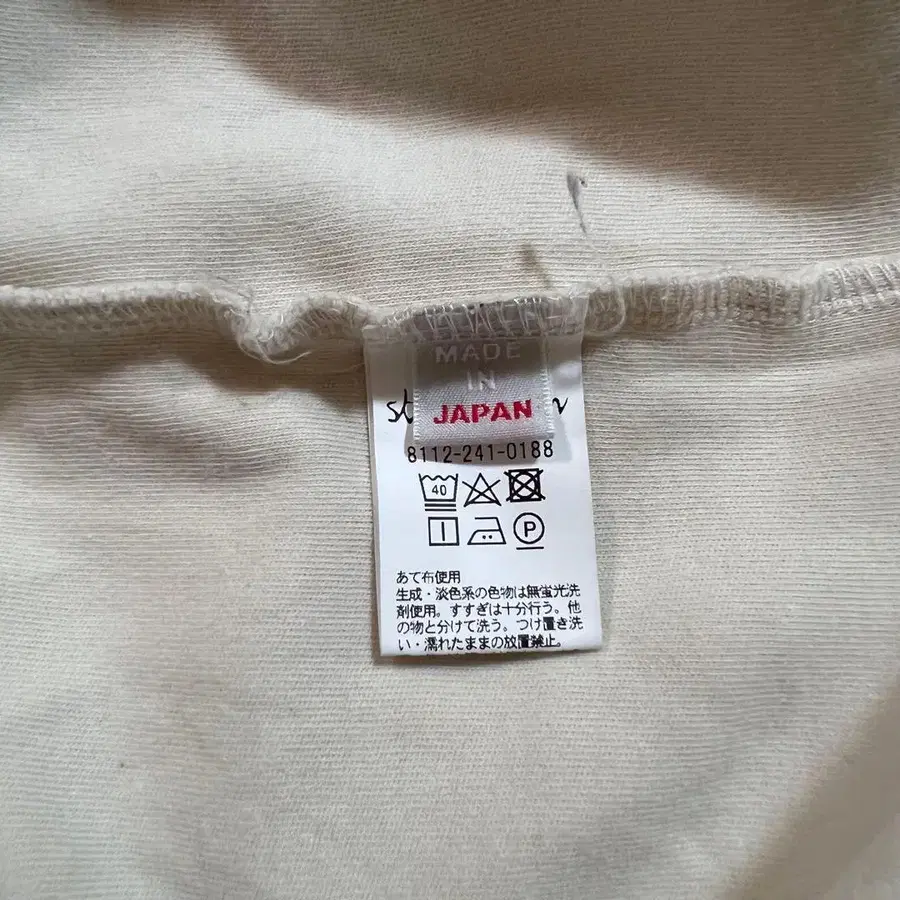 MADE
IN
JAPAN
8112-241-0188
40
P
あて布使用
生成・淡色系の色物は無蛍光洗
剤使用。すすぎは十分行う。他
の物と分けて洗う。つけ置き洗
い・濡れたままの放置禁止。